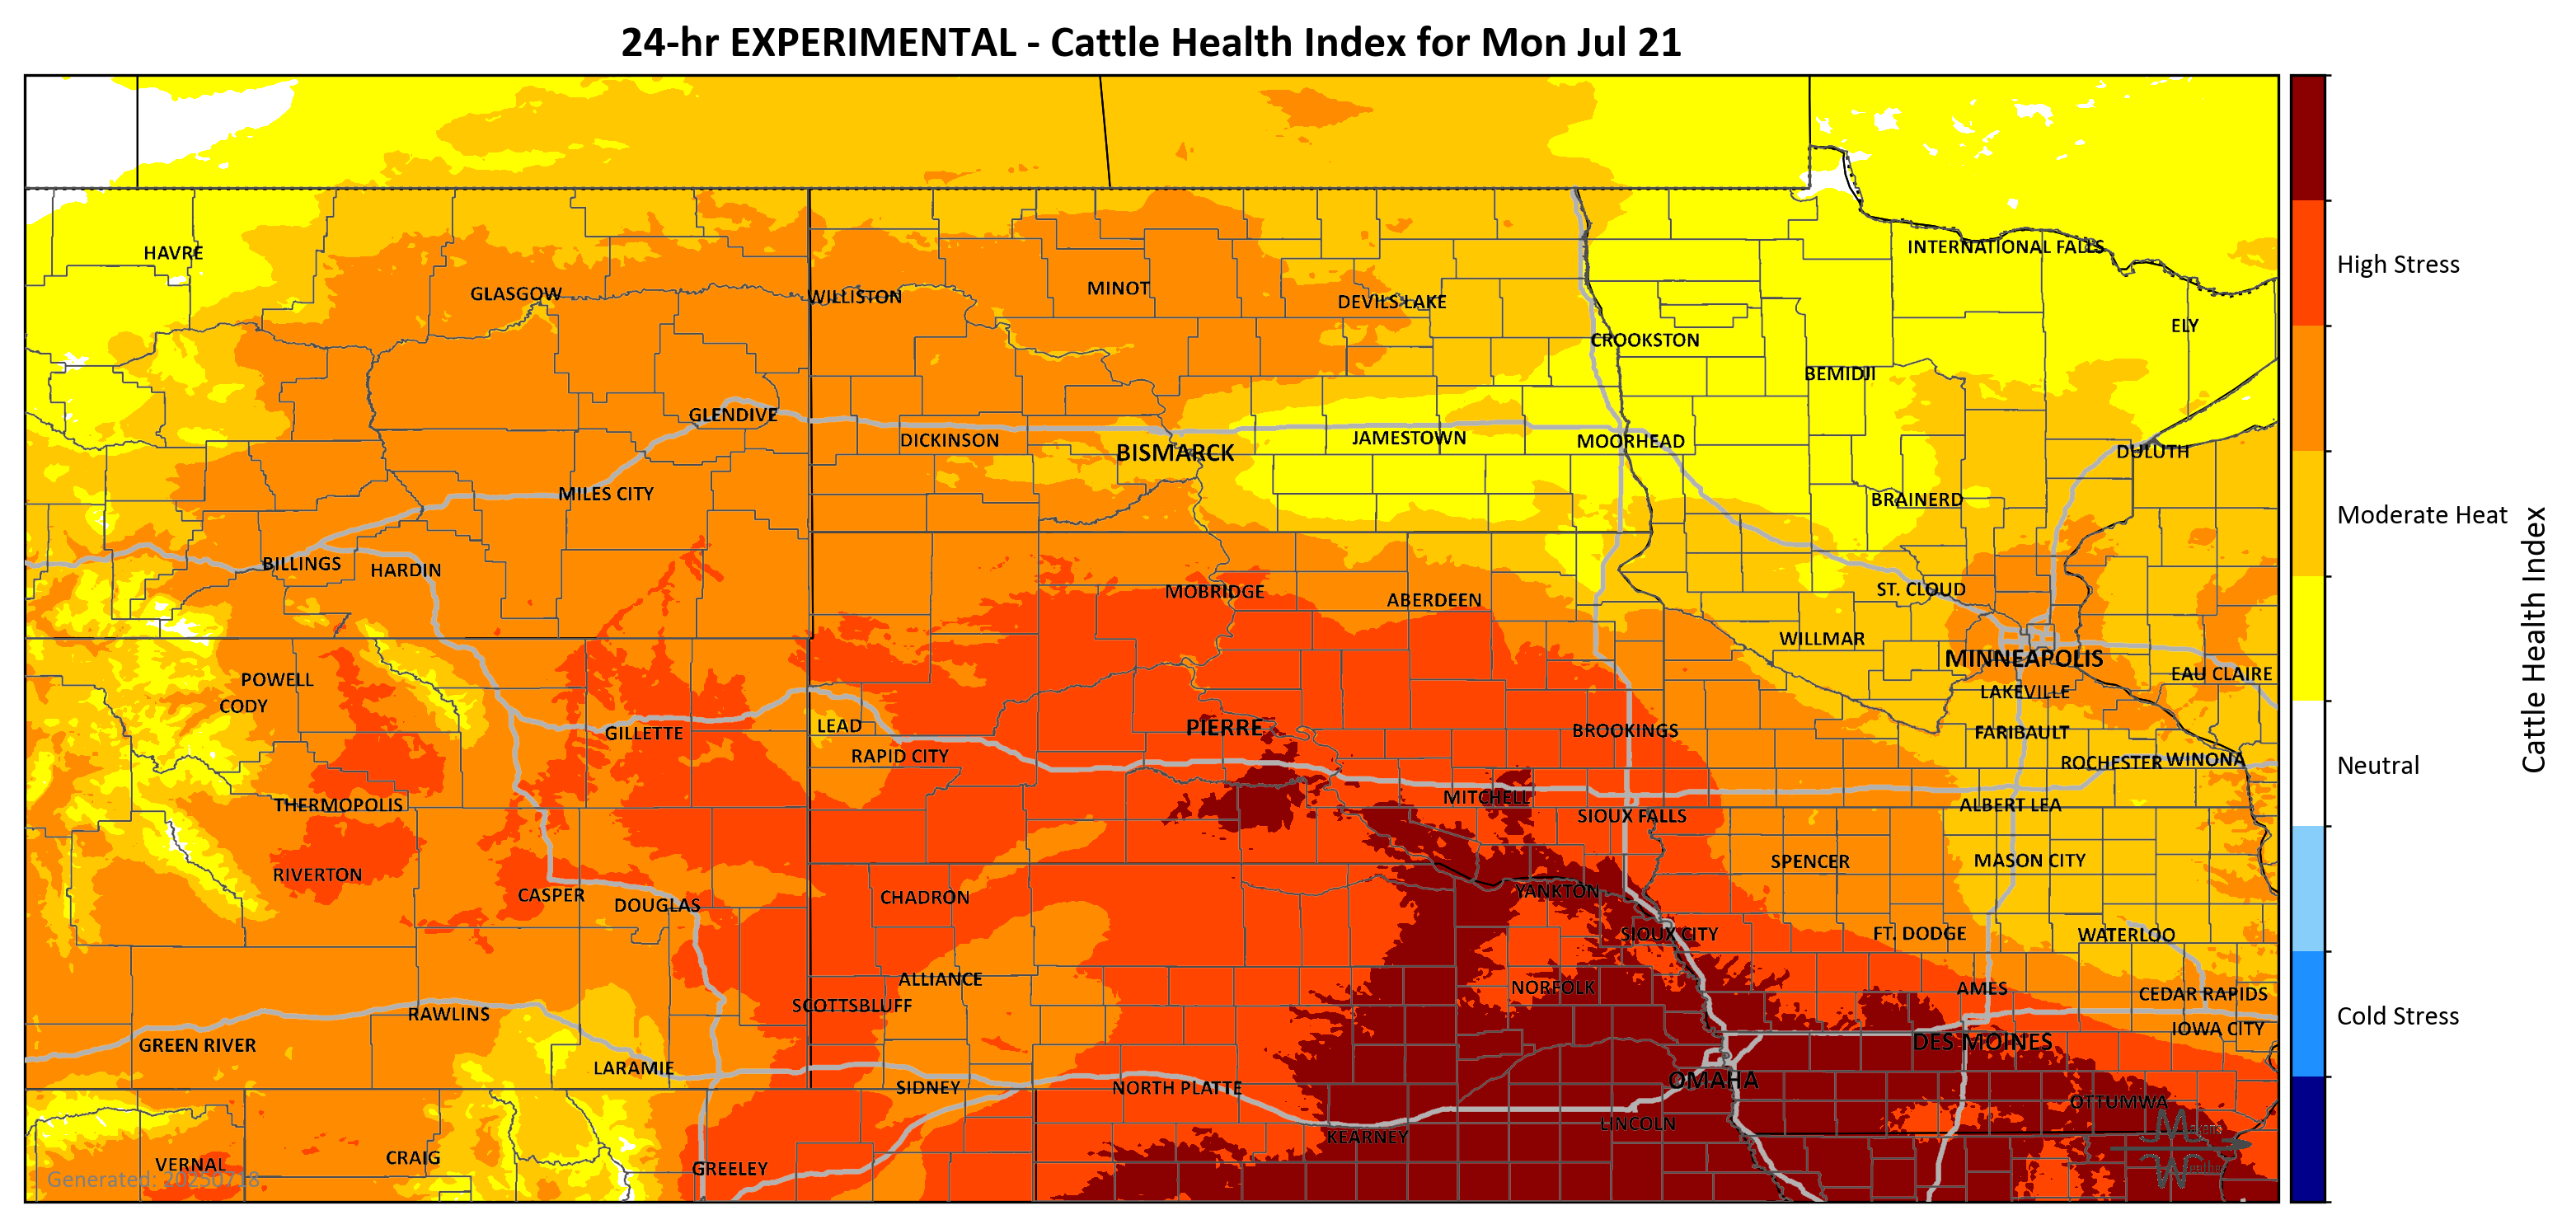 24-hr EXPERIMENTAL - Cattle Health Index for Mon Jul 21
HAVRE
INTERNATIONAL FALLS
GLASGOW
WILLISTON
MINOT
DEVILS LAKE
ELY
CROOKSTON
BEMIDJI
GLENDIVE
DICKINSON
BISMARCK
JAMESTOWN
MOORHEAD
DULUTH
MILES CITY
BRAINERD
BILLINGS
HARDIN
MOBRIDGE
ABERDEEN
ST. CLOUD
WILLMAR
MINNEAPOLIS
EAU CLAIRE
POWELL
CODY
LAKEVILLE
GILLETTE
LEAD
PIERRE
BROOKINGS
FARIBAULT
RAPID CITY
ROCHESTER
WINONA
THERMOPOLIS
MITCHELL
SIOUX FALLS
ALBERT LEA
RIVERTON
SPENCER
MASON CITY
CASPER
DOUGLAS
CHADRON
YANKTON
SIOUX CITY
FT. DODGE
WATERLOO
ALLIANCE
SCOTTSBLUFF
NORFOLK
AMES
CEDAR RAPIDS
RAWLINS
IOWA CITY
GREEN RIVER
DES MOINES
LARAMIE
SIDNEY
NORTH PLATTE
OMAHA
OTTUMWA
KEARNEY
LINCOLN
VERNAL
CRAIG
GREELEY
Generated: 20250718
High Stress
Moderate Heat
Neutral
Cold Stress
Cattle Health Index